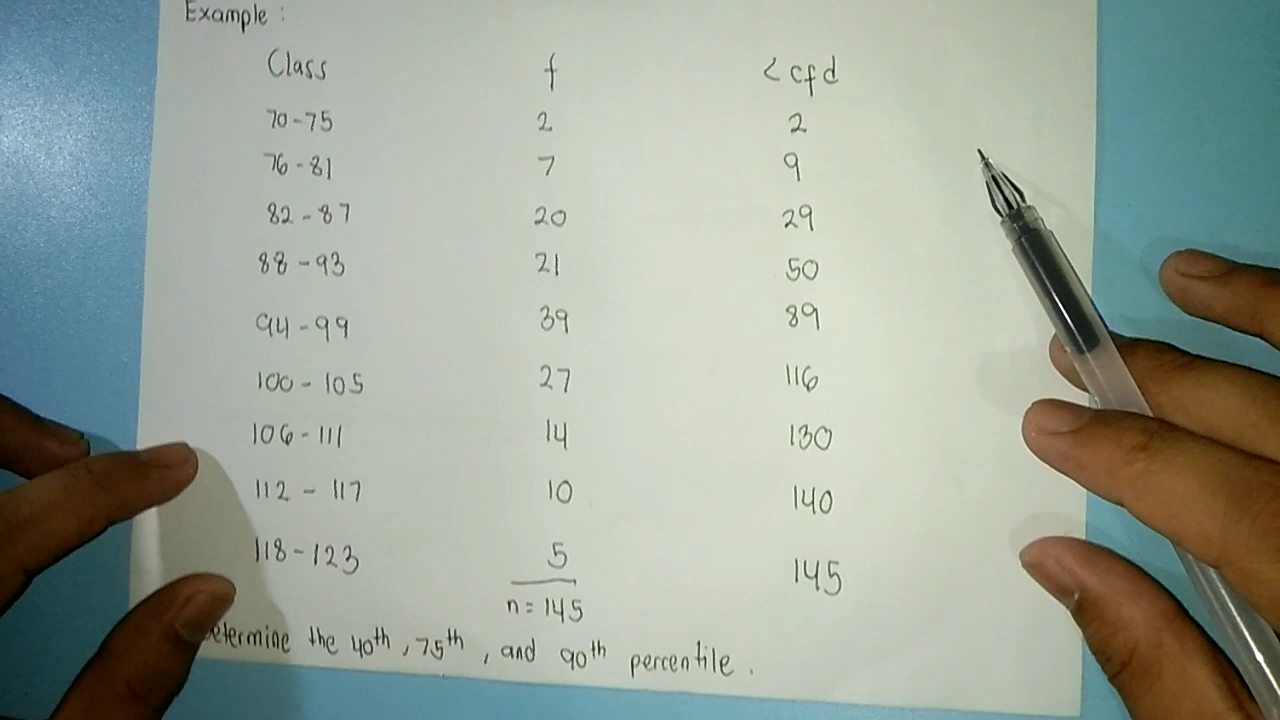 Example :
Class f < cfd
70-75 2 2
76-81 7 9
82-87 20 29
88-93 21 50
94-99 39 89
100-105 27 116
106-111 14 130
112-117 10 140
118-123 5 145
n=145
etermine the 40th, 75th, and 90th percentile.